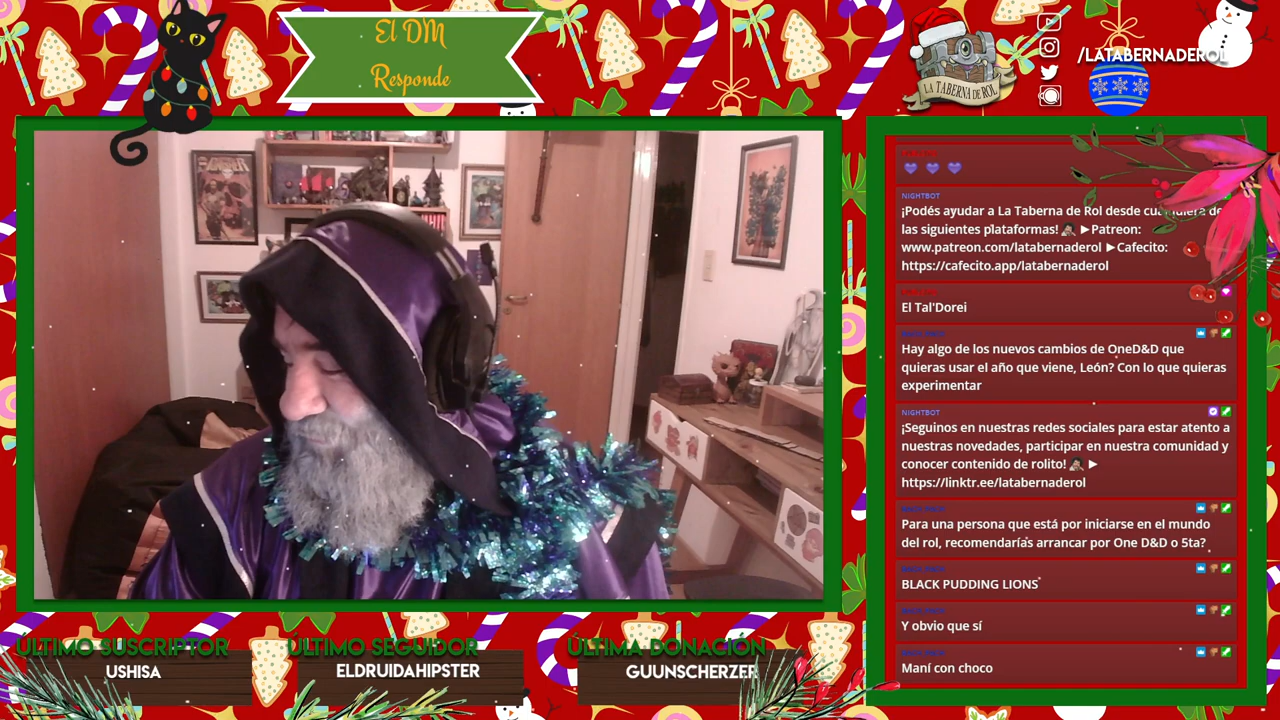 El DM
Responde
LA TABERNA DE ROL
/LATABERNADEROL
NIGHTBOT
¡Podés ayudar a La Taberna de Rol desde cualquiera de
las siguientes plataformas! ►Patreon:
www.patreon.com/latabernaderol ►Cafecito:
https://cafecito.app/latabernaderol
El Tal'Dorei
Hay algo de los nuevos cambios de OneD&D que
quieras usar el año que viene, León? Con lo que quieras
experimentar
NIGHTBOT
¡Seguinos en nuestras redes sociales para estar atento a
nuestras novedades, participar en nuestra comunidad y
conocer contenido de rolito! ►
https://linktr.ee/latabernaderol
Para una persona que está por iniciarse en el mundo
del rol, recomendarías arrancar por One D&D o 5ta?
BLACK PUDDING LIONS
Y obvio que sí
Maní con choco
ÚLTIMO SUSCRIPTOR
USHISA
ÚLTIMO SEGUIDOR
ELDRUIDAHIPSTER
ÚLTIMA DONACIÓN
GUUNSCHERZER